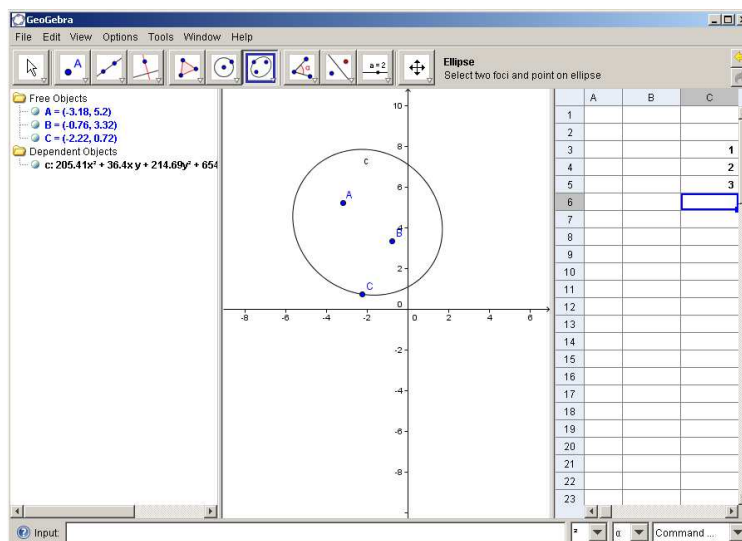 GeoGebra
File Edit View Options Tools Window Help
A
α
a = 2
Ellipse
Select two foci and point on ellipse
Free Objects
A = (-3.18, 5.2)
B = (-0.76, 3.32)
C = (-2.22, 0.72)
Dependent Objects
c: 205.41x² + 36.4x y + 214.69y² + 654
10
8
6
4
2
0
-8 -6 -4 -2 0 2 4 6
-2
-4
-6
-8
c
A
B
C
A B C
1
2
3 1
4 2
5 3
6
7
8
9
10
11
12
13
14
15
16
17
18
19
20
21
22
23
Input:
² α Command ...